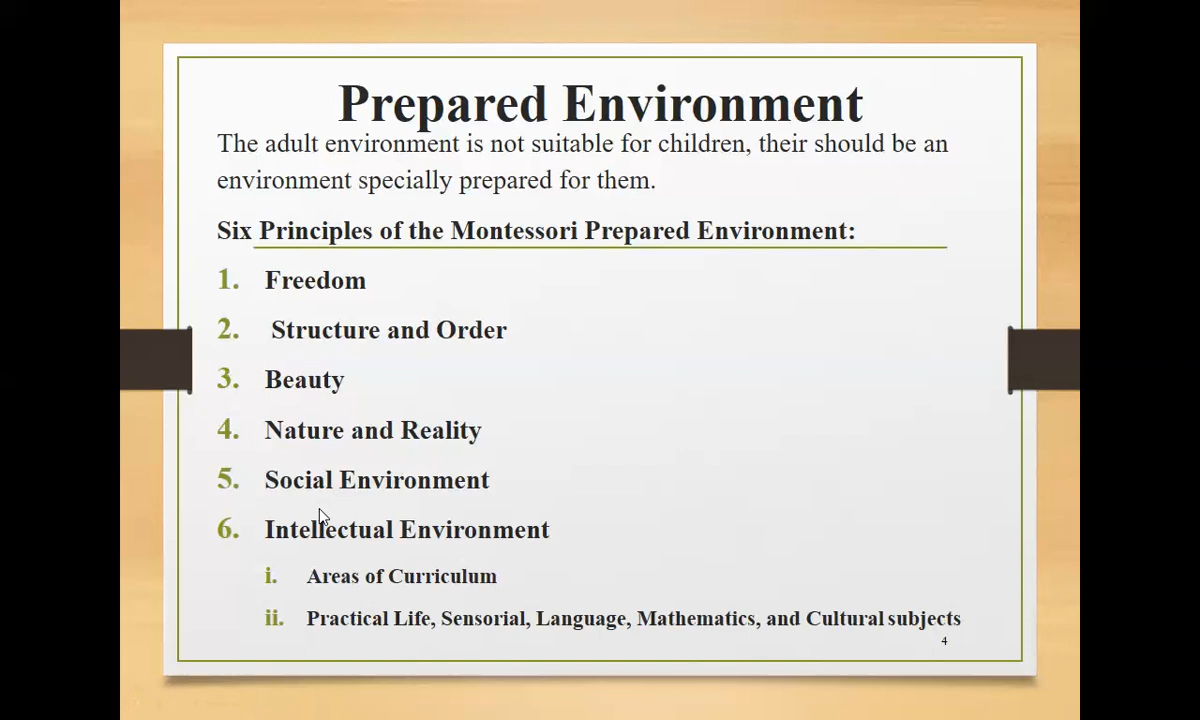 Prepared Environment
The adult environment is not suitable for children, their should be an
environment specially prepared for them.
Six Principles of the Montessori Prepared Environment:
1. Freedom
2. Structure and Order
3. Beauty
4. Nature and Reality
5. Social Environment
6. Intellectual Environment
i. Areas of Curriculum
ii. Practical Life, Sensorial, Language, Mathematics, and Cultural subjects
4